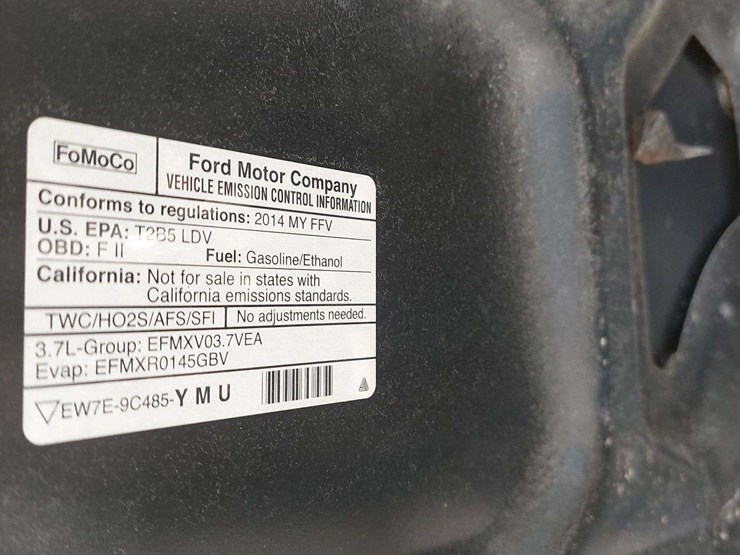 FoMoCo
Ford Motor Company
VEHICLE EMISSION CONTROL INFORMATION
Conforms to regulations: 2014 MY FFV
U.S. EPA: T2B5 LDV
OBD: F II Fuel: Gasoline/Ethanol
California: Not for sale in states with
California emissions standards.
TWC/HO2S/AFS/SFI No adjustments needed.
3.7L-Group: EFMXV03.7VEA
Evap: EFMXR0145GBV
EW7E-9C485-Y M U